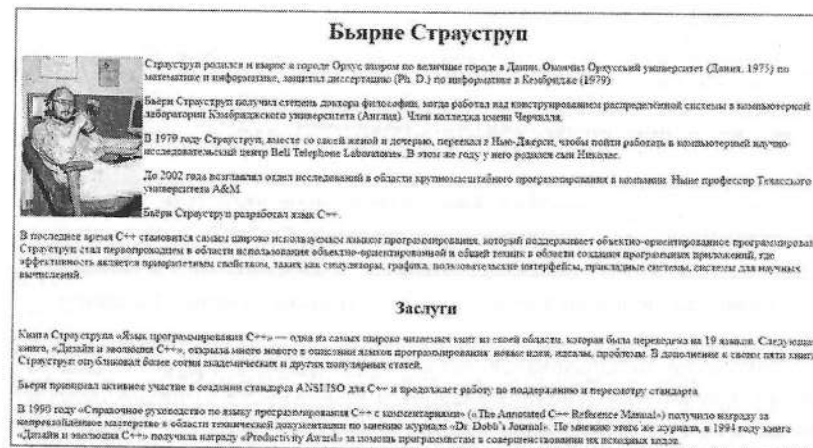 Бьярне Страуструп
Страуструп родился и вырос в городе Орхус втором по величине городе в Дании. Окончил Орхусский университет (Дания, 1975) по
математике и информатике, защитил диссертацию (Ph. D.) по информатике в Кембридже (1979)
Бьёрн Страуструп получил степень доктора философии, когда работал над конструированием распределённой системы в компьютерной
лаборатории Кэмбриджского университета (Англия). Член колледжа имени Черчилля.
В 1979 году Страуструп, вместе со своей женой и дочерью, переехал в Нью-Джерси, чтобы пойти работать в компьютерной научно-
исследовательский центр Bell Telephone Laboratories. В этом же году у него родился сын Николас.
До 2002 года возглавлял отдел исследований в области крупномасштабного программирования в компании. Ныне профессор Техасского
университета A&M.
Бьёрн Страуструп разработал язык C++.
В последнее время C++ становится самым широко используемым языком программирования, который поддерживает объектно-ориентированное
Страуструп стал первопроходцем в области использования объектно-ориентированной и общей техник в области создания программных приложений, где
эффективность является приоритетным свойством, таких как симуляторы, графика, пользовательские интерфейсы, прикладные системы, системы для научных
вычислений.
Заслуги
Книга Страуструпа «Язык программирования C++» — одна из самых широко читаемых книг из своей области, которая была переведена на 19 языков.
книга, «Дизайн и эволюция C++», открыла много нового в описании языков программирования: новые идеи, идеалы, проблемы. В дополнение к своим пяти
Страуструп опубликовал более сотни академических и других популярных статей.
Бьерн принимал активное участие в создании стандарта ANSI/ISO для C++ и продолжает работу по поддержанию и пересмотру стандарта
В 1990 году «Справочное руководство по языку программирования C++ с комментариями» («The Annotated C++ Reference Manual») получило награду за
непревзойдённое мастерство в области технической документации по мнению журнала «Dr. Dobb's Journal». По мнению этого же журнала, в 1994 году книга
«Дизайн и эволюция C++» получила награду «Productivity Award» за помощь программистам в совершенствовании их исходных кодов.